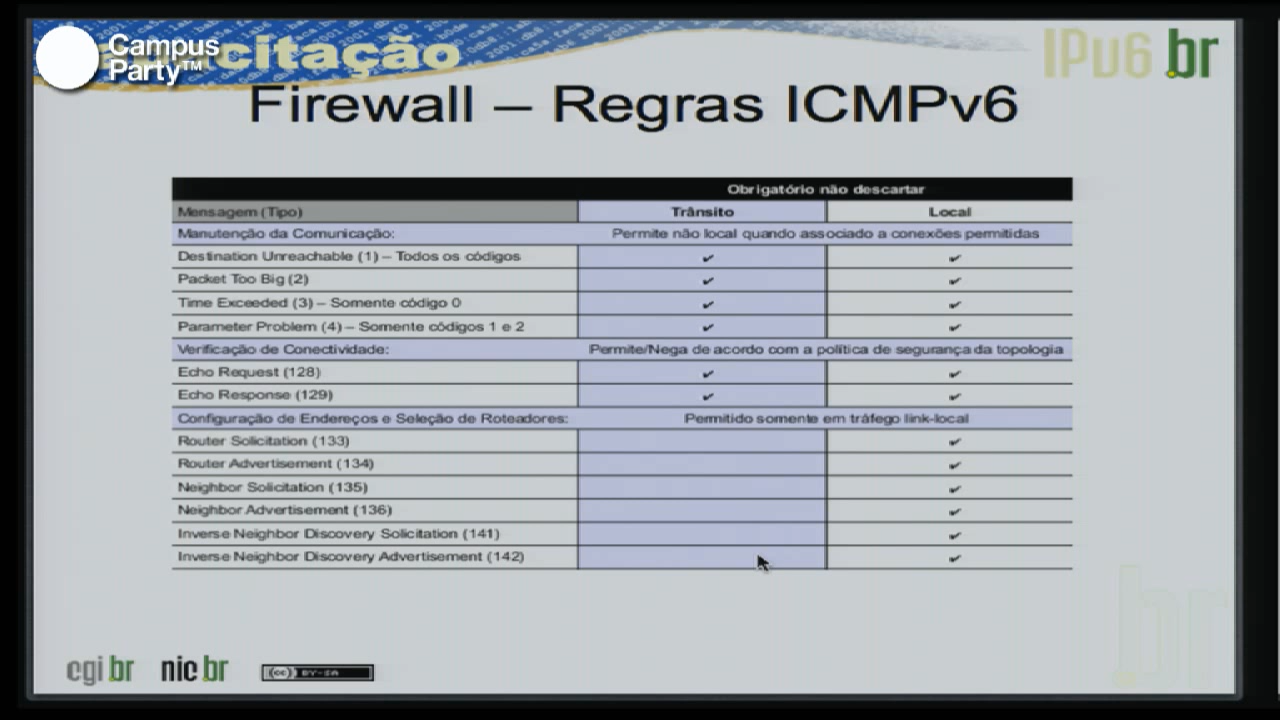 Campus
Party™
citação
IPv6.br
Firewall – Regras ICMPv6
Obrigatório não descartar
Mensagem (Tipo) Trânsito Local
Manutenção da Comunicação: Permite não local quando associado a conexões permitidas
Destination Unreachable (1) – Todos os códigos ✔ ✔
Packet Too Big (2) ✔ ✔
Time Exceeded (3) – Somente código 0 ✔ ✔
Parameter Problem (4) – Somente códigos 1 e 2 ✔ ✔
Verificação de Conectividade: Permite/Nega de acordo com a política de segurança da topologia
Echo Request (128) ✔ ✔
Echo Response (129) ✔ ✔
Configuração de Endereços e Seleção de Roteadores: Permitido somente em tráfego link-local
Router Solicitation (133) ✔
Router Advertisement (134) ✔
Neighbor Solicitation (135) ✔
Neighbor Advertisement (136) ✔
Inverse Neighbor Discovery Solicitation (141) ✔
Inverse Neighbor Discovery Advertisement (142) ✔
br
cgi br nic br (cc) BY-SA